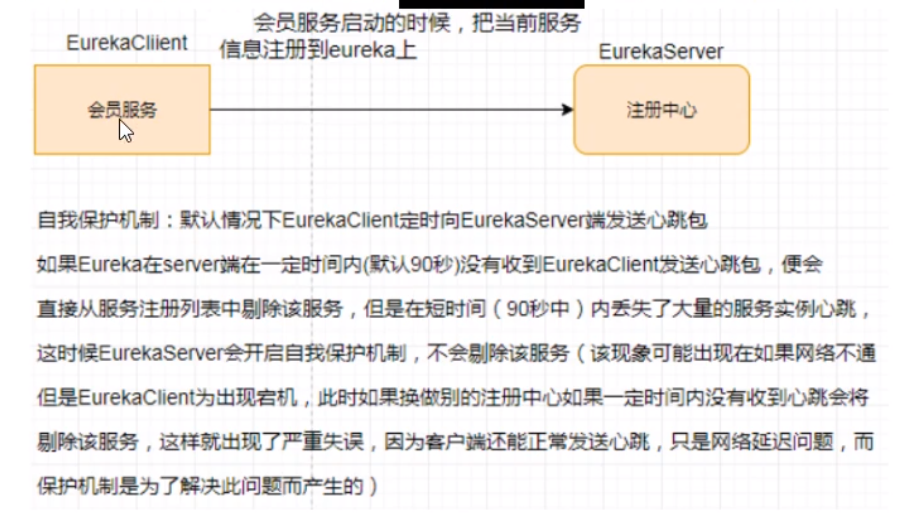 会员服务启动的时候，把当前服务
信息注册到eureka上
EurekaCliient
EurekaServer
会员服务
注册中心
自我保护机制：默认情况下EurekaClient定时向EurekaServer端发送心跳包
如果Eureka在server端在一定时间内(默认90秒)没有收到EurekaClient发送心跳包，便会
直接从服务注册列表中剔除该服务，但是在短时间（90秒中）内丢失了大量的服务实例心跳，
这时候EurekaServer会开启自我保护机制，不会剔除该服务（该现象可能出现在如果网络不通
但是EurekaClient为出现宕机，此时如果换做别的注册中心如果一定时间内没有收到心跳会将
剔除该服务，这样就出现了严重失误，因为客户端还能正常发送心跳，只是网络延迟问题，而
保护机制是为了解决此问题而产生的）